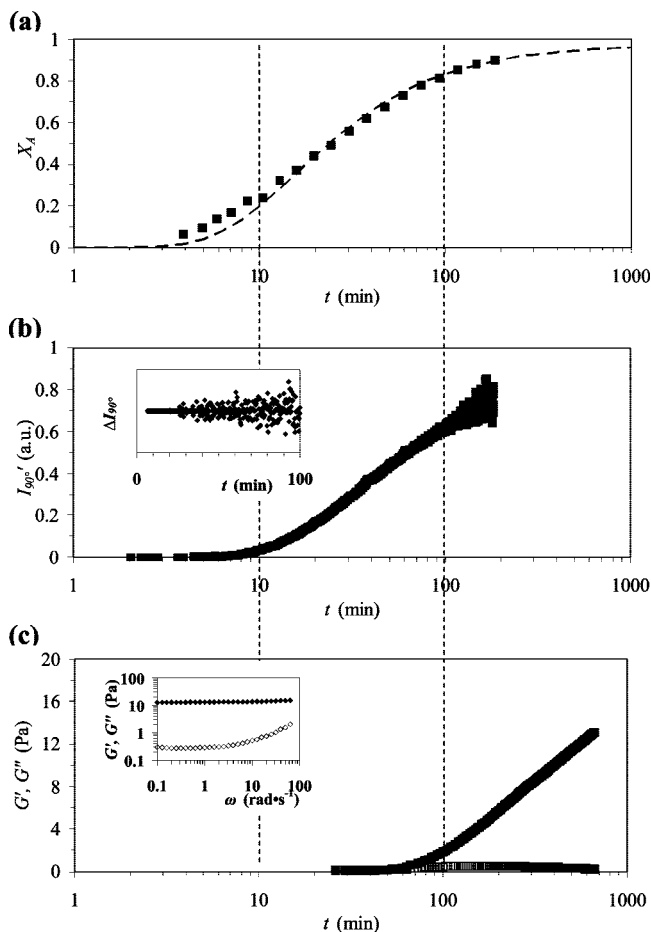 (a)
1
0.8
0.6
0.4
0.2
0
X_A
1 10 100 1000
t (min)
(b)
1
0.8
0.6
0.4
0.2
0
I_90°' (a.u.)
ΔI_90°
0 100
t (min)
1 10 100 1000
t (min)
(c)
20
16
12
8
4
0
G', G'' (Pa)
100
10
1
0.1
G', G'' (Pa)
0.1 1 10 100
ω (rad•s⁻¹)
1 10 100 1000
t (min)